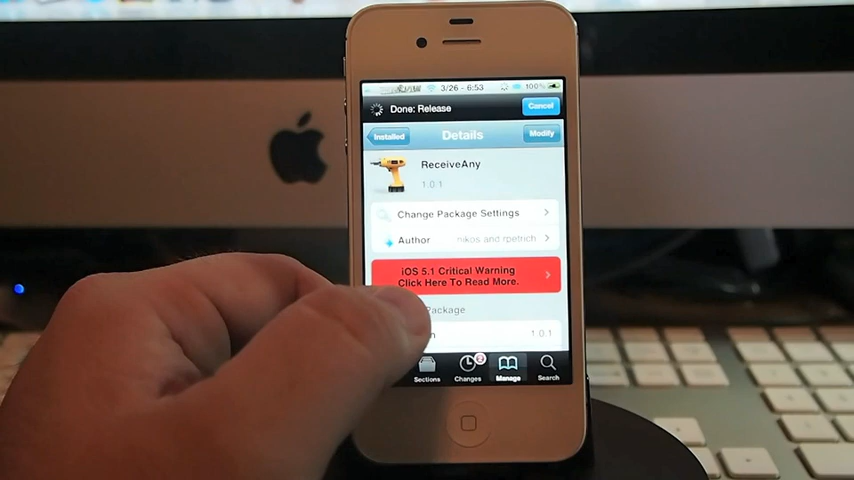 3/26 - 6:53 100%
Done: Release Cancel
Installed Details Modify
ReceiveAny
1.0.1
Change Package Settings
Author nikos and rpetrich
iOS 5.1 Critical Warning
Click Here To Read More.
Package
n 1.0.1
2
Sections Changes Manage Search